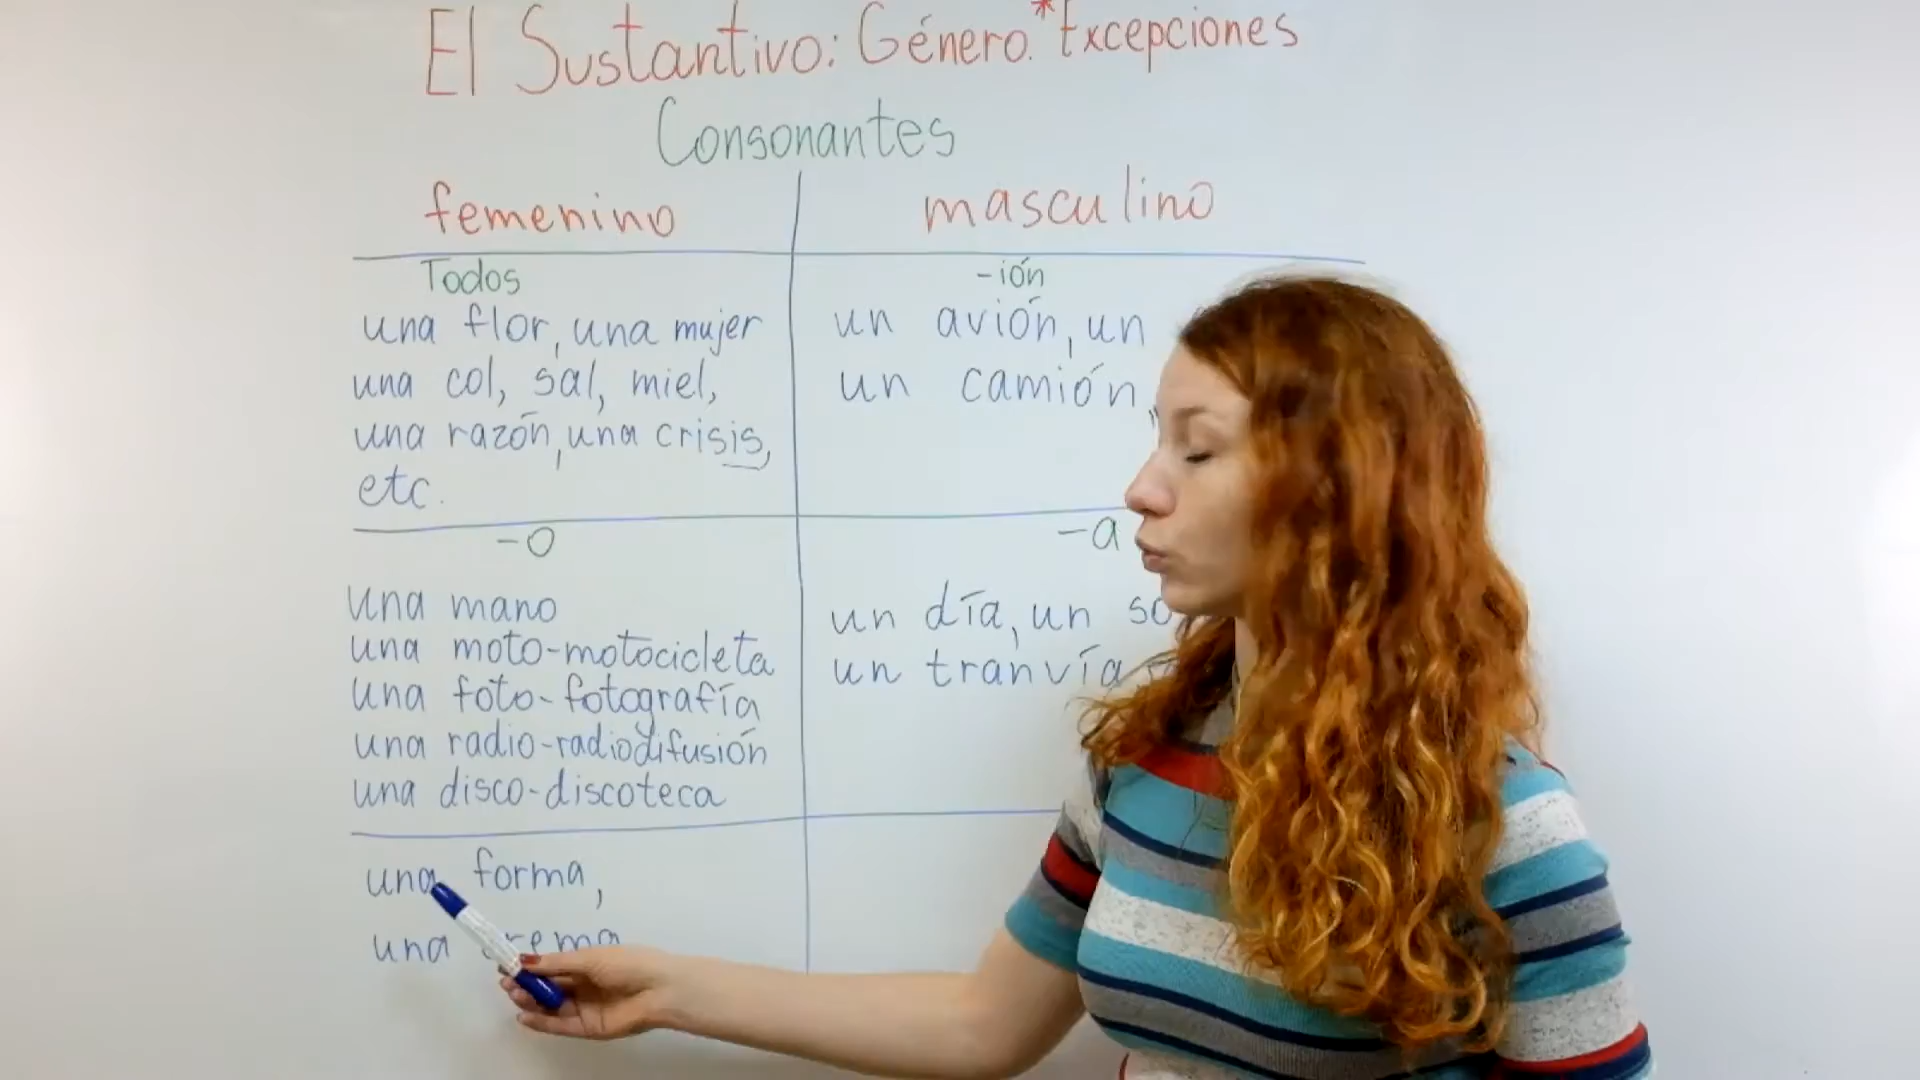 El Sustantivo: Género. *Excepciones
Consonantes
femenino
masculino
Todos
una flor, una mujer
una col, sal, miel,
una razón, una crisis,
etc.
-ión
un avión, un
un camión,
-o
una mano
una moto-motocicleta
una foto-fotografía
una radio-radiodifusión
una disco-discoteca
-a
un día, un
un tranvía,
una forma,
una